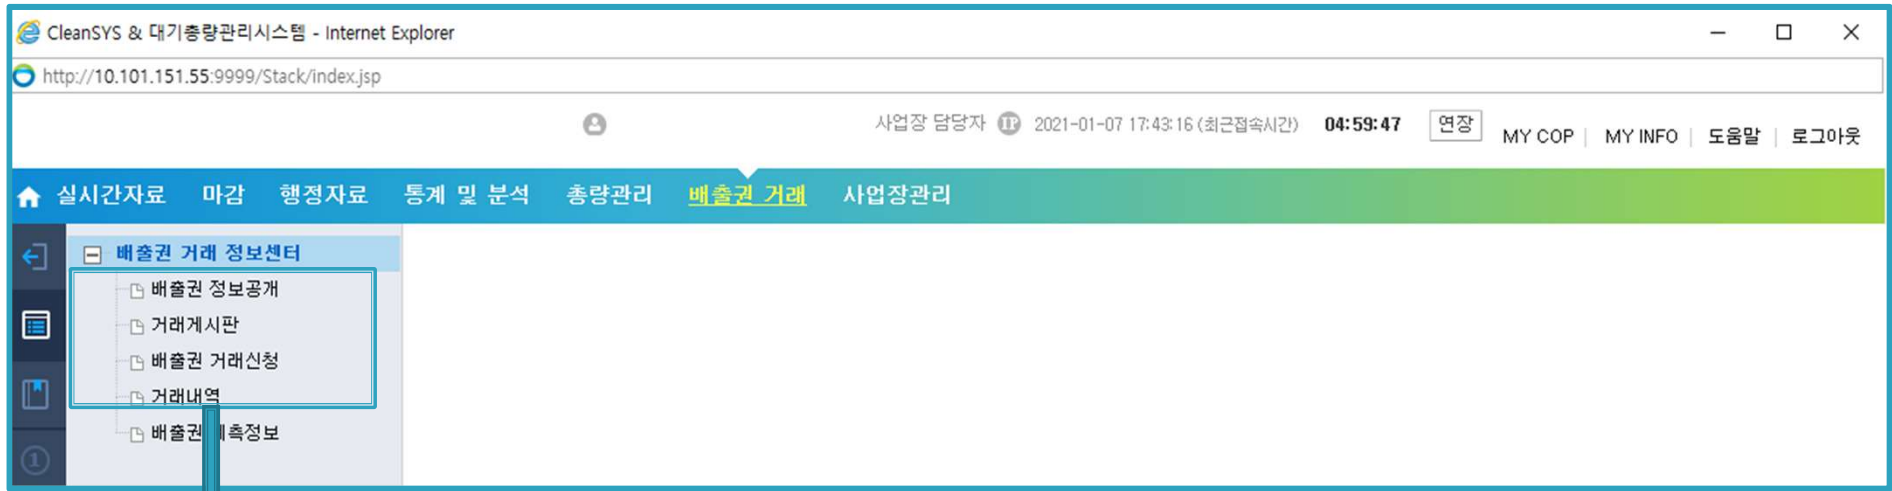 CleanSYS & 대기총량관리시스템 - Internet Explorer
http://10.101.151.55:9999/Stack/index.jsp
사업장 담당자 IP 2021-01-07 17:43:16 (최근접속시간) 04:59:47 연장 MY COP | MY INFO | 도움말 | 로그아웃
실시간자료 마감 행정자료 통계 및 분석 총량관리 배출권 거래 사업장관리
배출권 거래 정보센터
배출권 정보공개
거래게시판
배출권 거래신청
거래내역
배출권 측정보
1